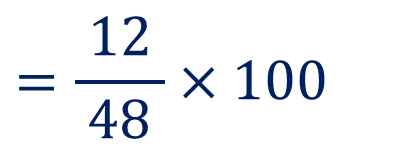 = 12/48 × 100